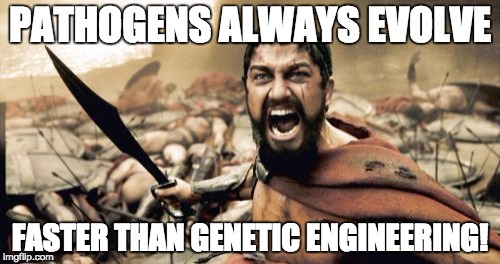 PATHOGENS ALWAYS EVOLVE
FASTER THAN GENETIC ENGINEERING!
imgflip.com